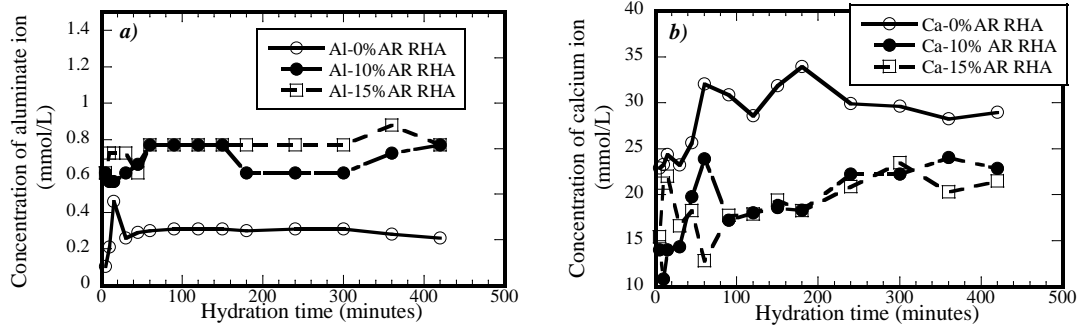 a)
Al-0%AR RHA
Al-10%AR RHA
Al-15%AR RHA
Concentration of aluminate ion
(mmol/L)
1.4
1.2
1
0.8
0.6
0.4
0.2
0
0 100 200 300 400 500
Hydration time (minutes)
b)
Ca-0%AR RHA
Ca-10% AR RHA
Ca-15%AR RHA
Concentration of calcium ion
(mmol/L)
40
35
30
25
20
15
10
0 100 200 300 400 500
Hydration time (minutes)